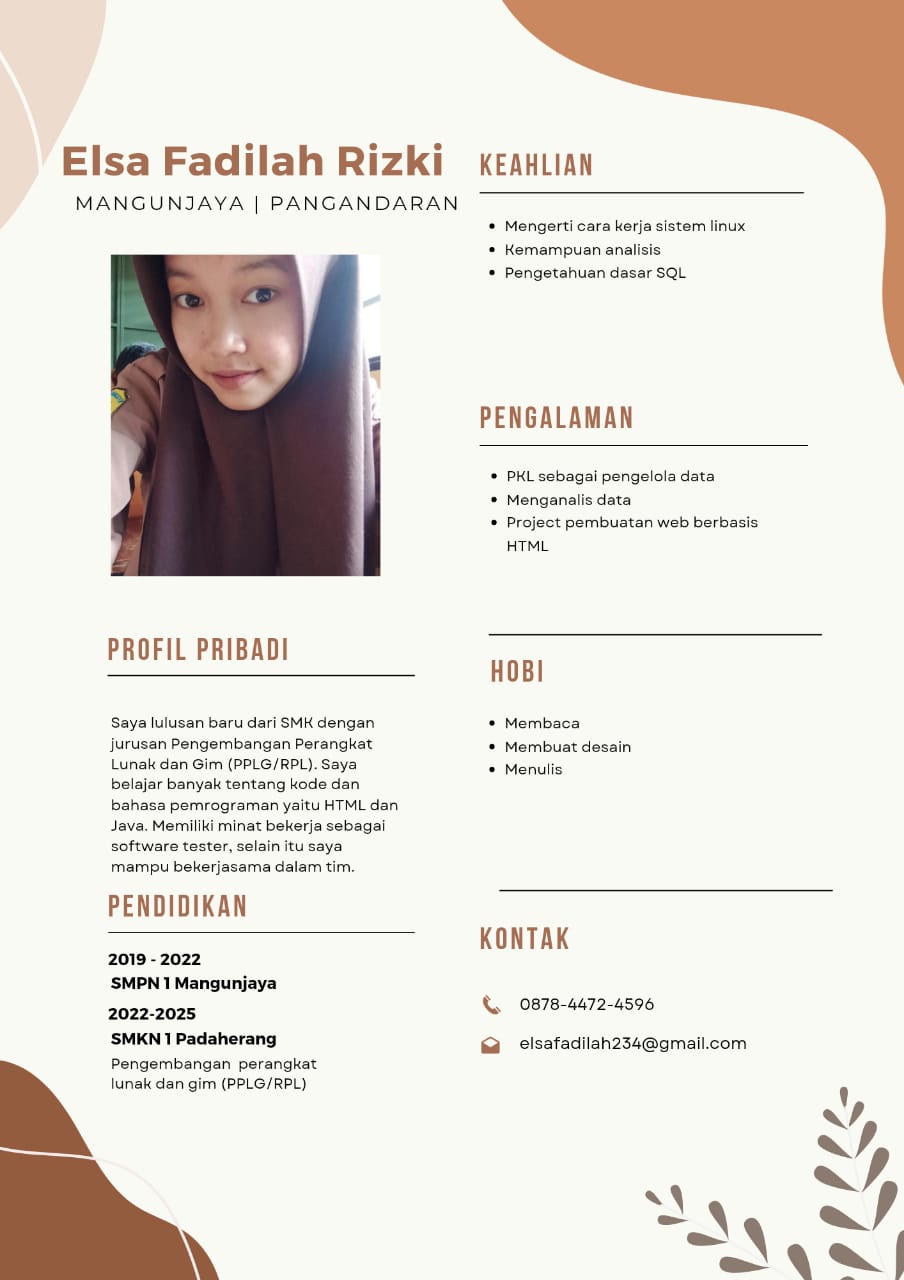 Elsa Fadilah Rizki
MANGUNJAYA | PANGANDARAN
PROFIL PRIBADI
Saya lulusan baru dari SMK dengan
jurusan Pengembangan Perangkat
Lunak dan Gim (PPLG/RPL). Saya
belajar banyak tentang kode dan
bahasa pemrograman yaitu HTML dan
Java. Memiliki minat bekerja sebagai
software tester, selain itu saya
mampu bekerjasama dalam tim.
PENDIDIKAN
2019 - 2022
SMPN 1 Mangunjaya
2022-2025
SMKN 1 Padaherang
Pengembangan perangkat
lunak dan gim (PPLG/RPL)
KEAHLIAN
• Mengerti cara kerja sistem linux
• Kemampuan analisis
• Pengetahuan dasar SQL
PENGALAMAN
• PKL sebagai pengelola data
• Menganalis data
• Project pembuatan web berbasis
HTML
HOBI
• Membaca
• Membuat desain
• Menulis
KONTAK
0878-4472-4596
elsafadilah234@gmail.com